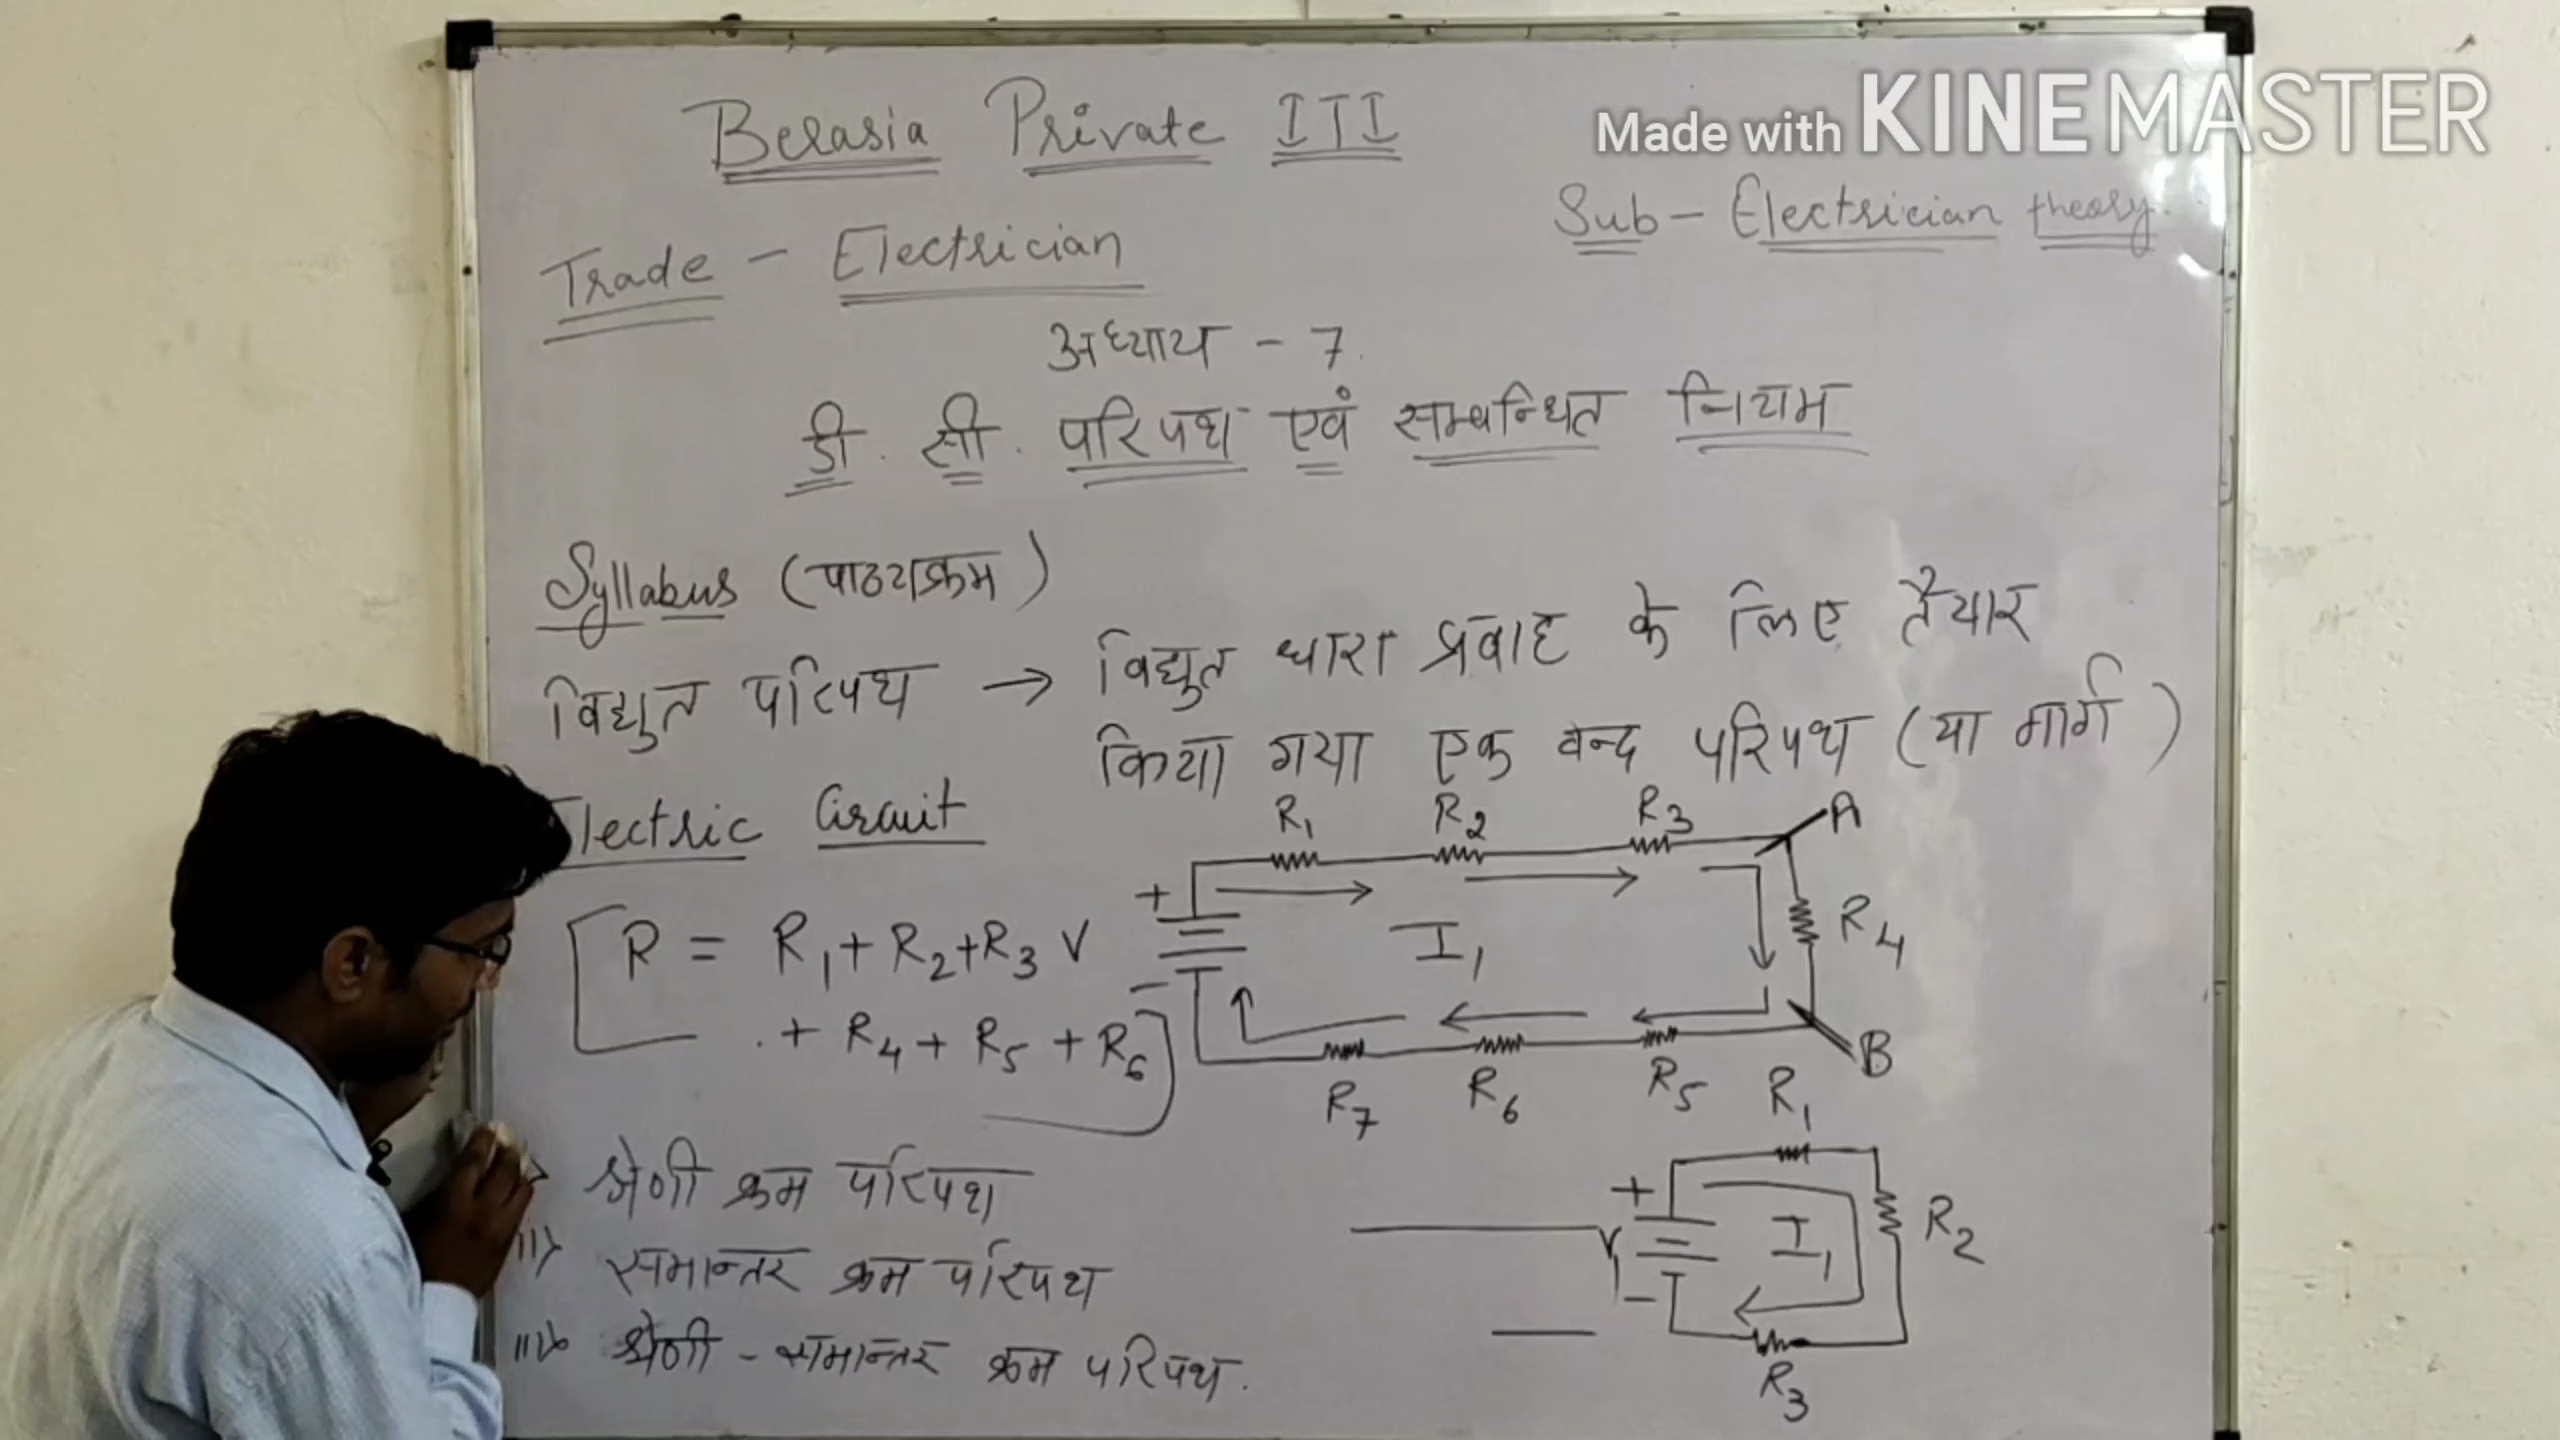 Made with KINEMASTER
Berasia Private ITI
Sub - Electrician theory.
Trade - Electrician
अध्याय - 7.
डी. सी. परिपथ एवं सम्बन्धित नियम
Syllabus (पाठयक्रम)
विद्युत परिपथ → विद्युत धारा प्रवाह के लिए तैयार
किया गया एक वन्द परिपथ (या मार्ग)
Electric Circuit
R1 R2 R3 A
R4
+
I1
-
R = R1 + R2 + R3 V
. + R4 + R5 + R6
R7 R6 R5 B
श्रेणी क्रम परिपथ
ii> समान्तर क्रम परिपथ
iii> श्रेणी - समान्तर क्रम परिपथ.
R1
+
V I1 R2
-
R3